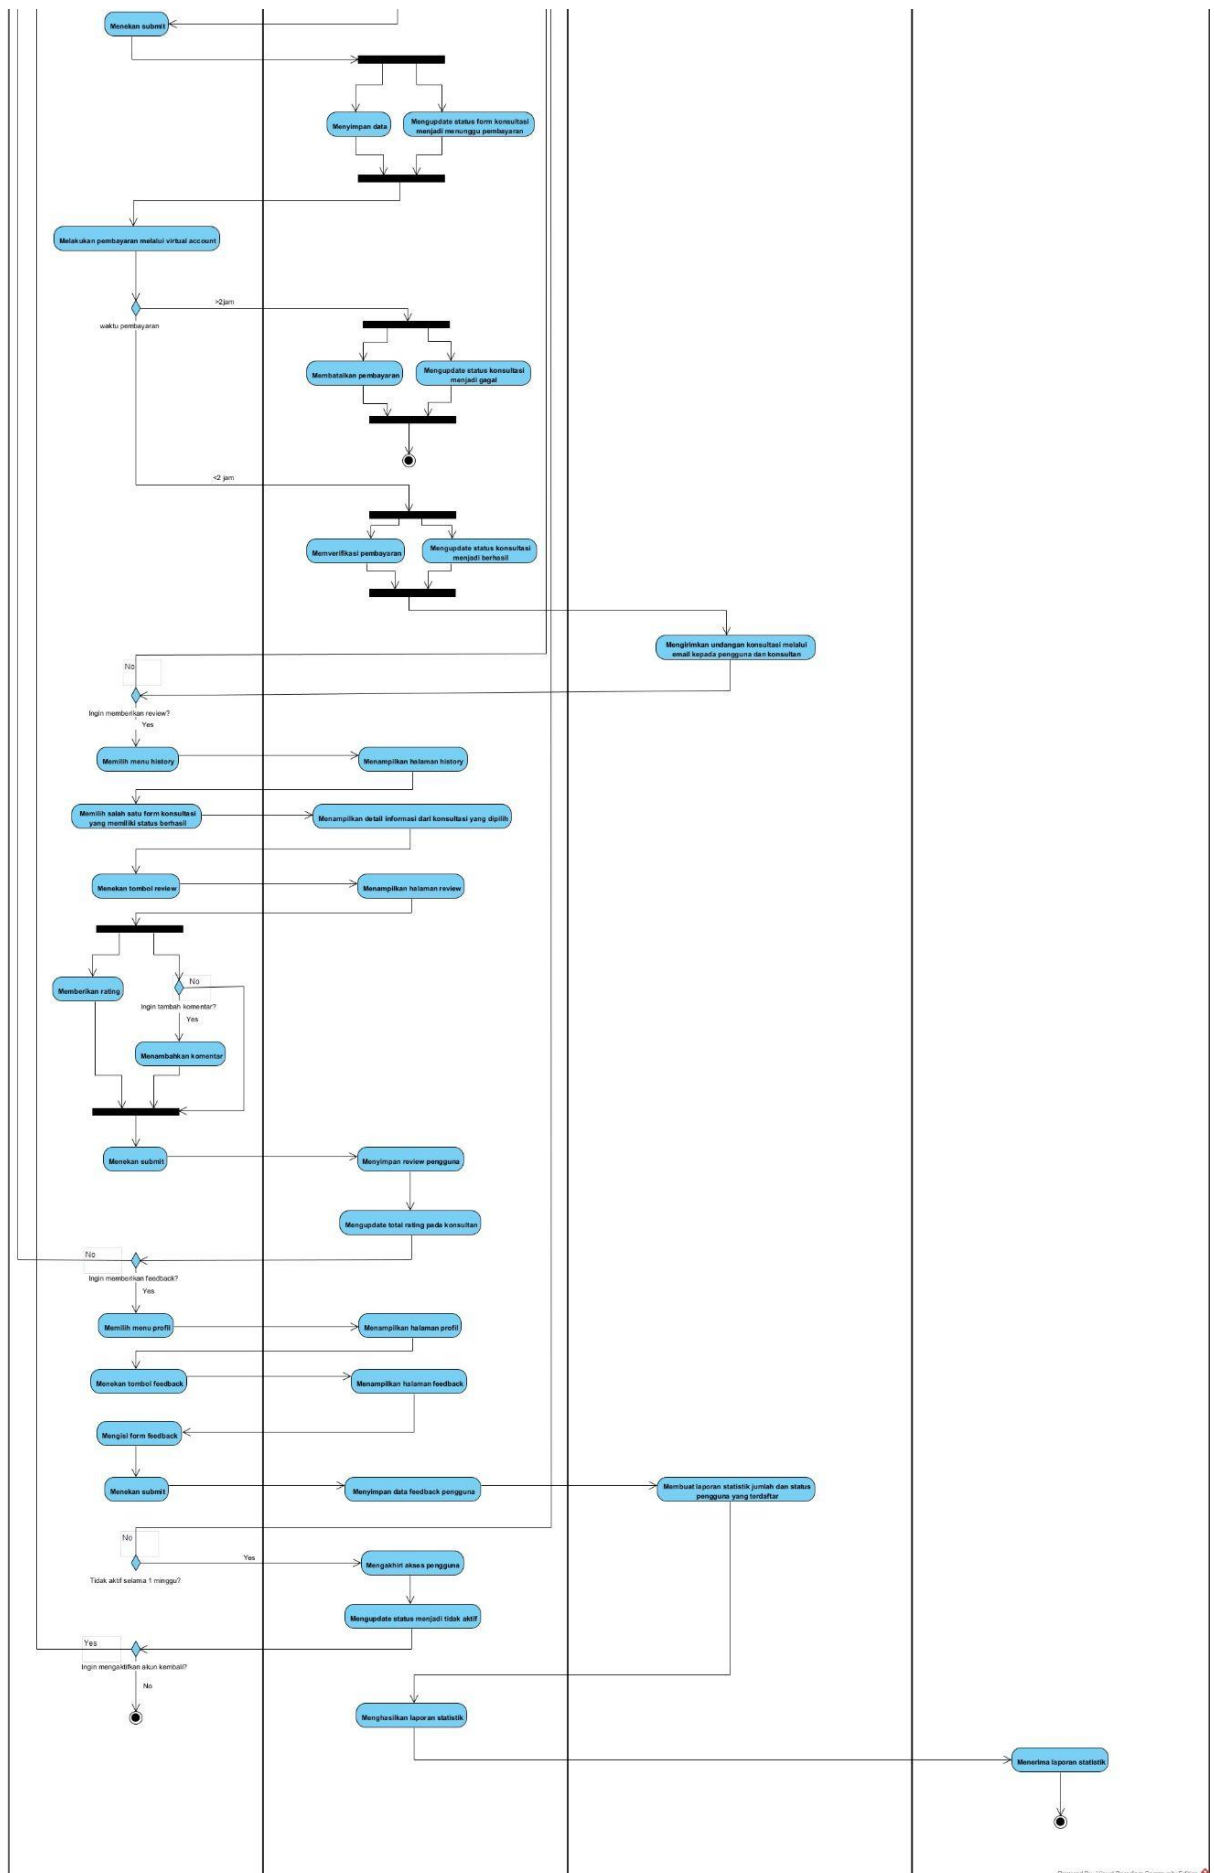 Menekan submit
Menyimpan data
Mengupdate status form konsultasi
menjadi menunggu pembayaran
Melakukan pembayaran melalui virtual account
>2jam
waktu pembayaran
Membatalkan pembayaran
Mengupdate status konsultasi
menjadi gagal
<2 jam
Memverifikasi pembayaran
Mengupdate status konsultasi
menjadi berhasil
Mengirimkan undangan konsultasi melalui
email kepada pengguna dan konsultan
No
Ingin memberikan review?
Yes
Memilih menu history
Menampilkan halaman history
Memilih salah satu form konsultasi
yang memiliki status berhasil
Menampilkan detail informasi dari konsultasi yang dipilih
Menekan tombol review
Menampilkan halaman review
Memberikan rating
No
Ingin tambah komentar?
Yes
Menambahkan komentar
Menekan submit
Menyimpan review pengguna
Mengupdate total rating pada konsultan
No
Ingin memberikan feedback?
Yes
Memilih menu profil
Menampilkan halaman profil
Menekan tombol feedback
Menampilkan halaman feedback
Mengisi form feedback
Menekan submit
Menyimpan data feedback pengguna
Membuat laporan statistik jumlah dan status
pengguna yang terdaftar
No
Yes
Tidak aktif selama 1 minggu?
Mengakhiri akses pengguna
Mengupdate status menjadi tidak aktif
Yes
Ingin mengaktifkan akun kembali?
No
Menghasilkan laporan statistik
Menerima laporan statistik